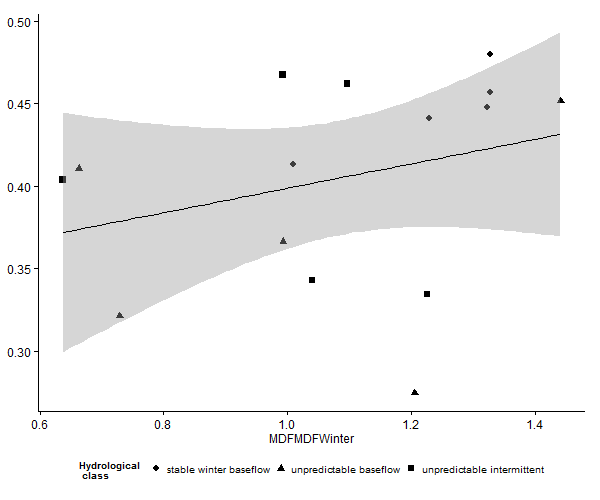 0.50
0.45
0.40
0.35
0.30
0.6 0.8 1.0 1.2 1.4
MDFMDFWinter
Hydrological
class
stable winter baseflow unpredictable baseflow unpredictable intermittent